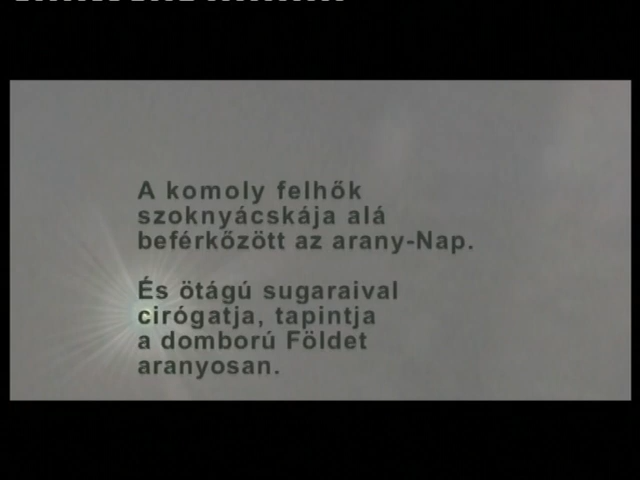 A komoly felhők
szoknyácskája alá
beférkőzött az arany-Nap.
És ötágú sugaraival
cirógatja, tapintja
a domború Földet
aranyosan.